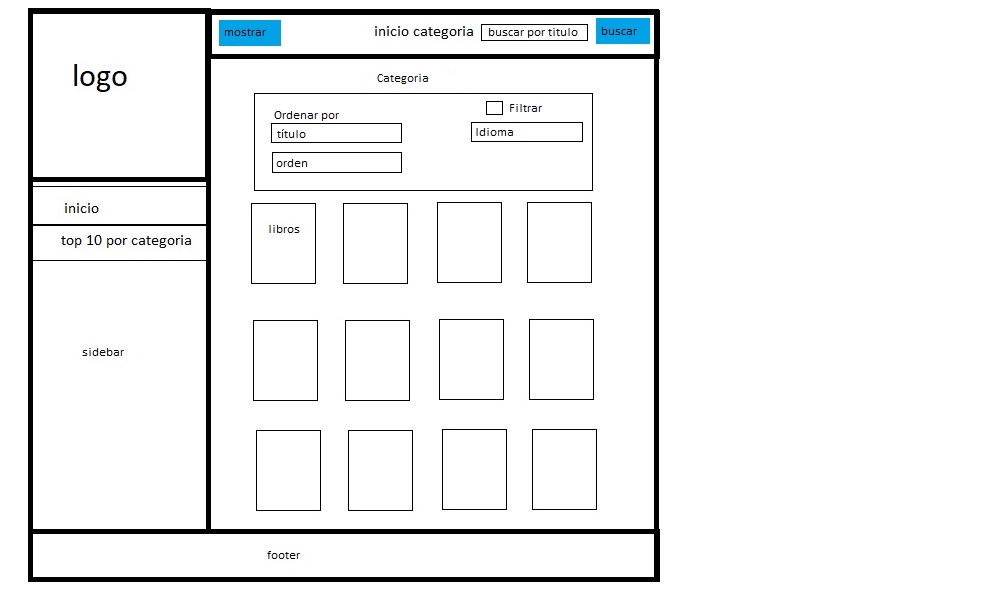 logo
inicio
top 10 por categoria
sidebar
mostrar
inicio categoria
buscar por titulo
buscar
Categoria
Ordenar por
título
orden
Filtrar
Idioma
libros
footer